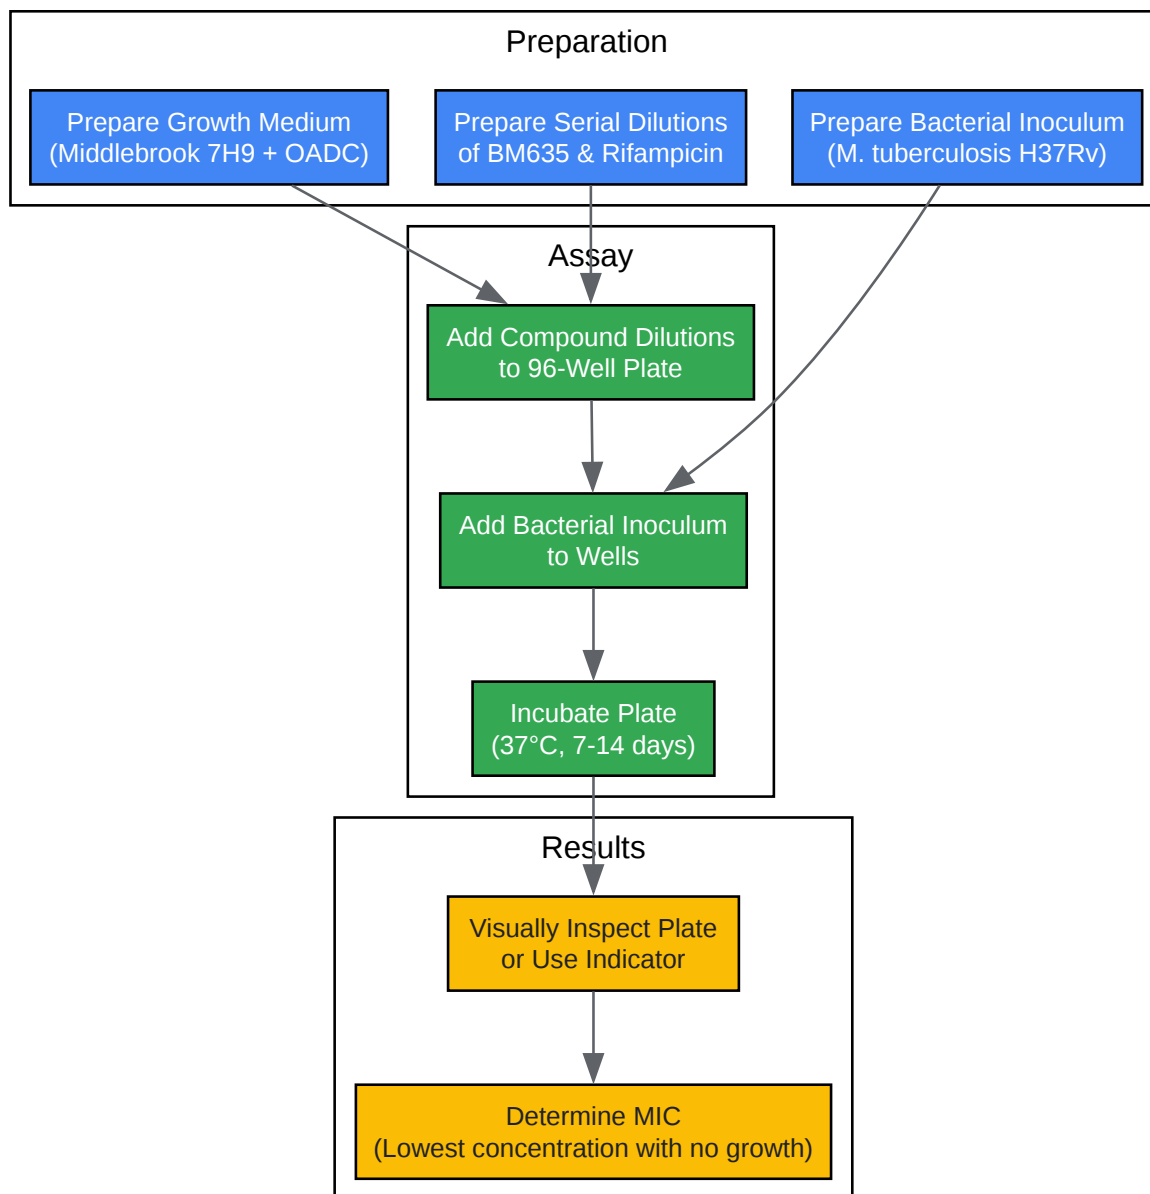 Preparation
Prepare Growth Medium
(Middlebrook 7H9 + OADC)
Prepare Serial Dilutions
of BM635 & Rifampicin
Prepare Bacterial Inoculum
(M. tuberculosis H37Rv)
Assay
Add Compound Dilutions
to 96-Well Plate
Add Bacterial Inoculum
to Wells
Incubate Plate
(37°C, 7-14 days)
Results
Visually Inspect Plate
or Use Indicator
Determine MIC
(Lowest concentration with no growth)